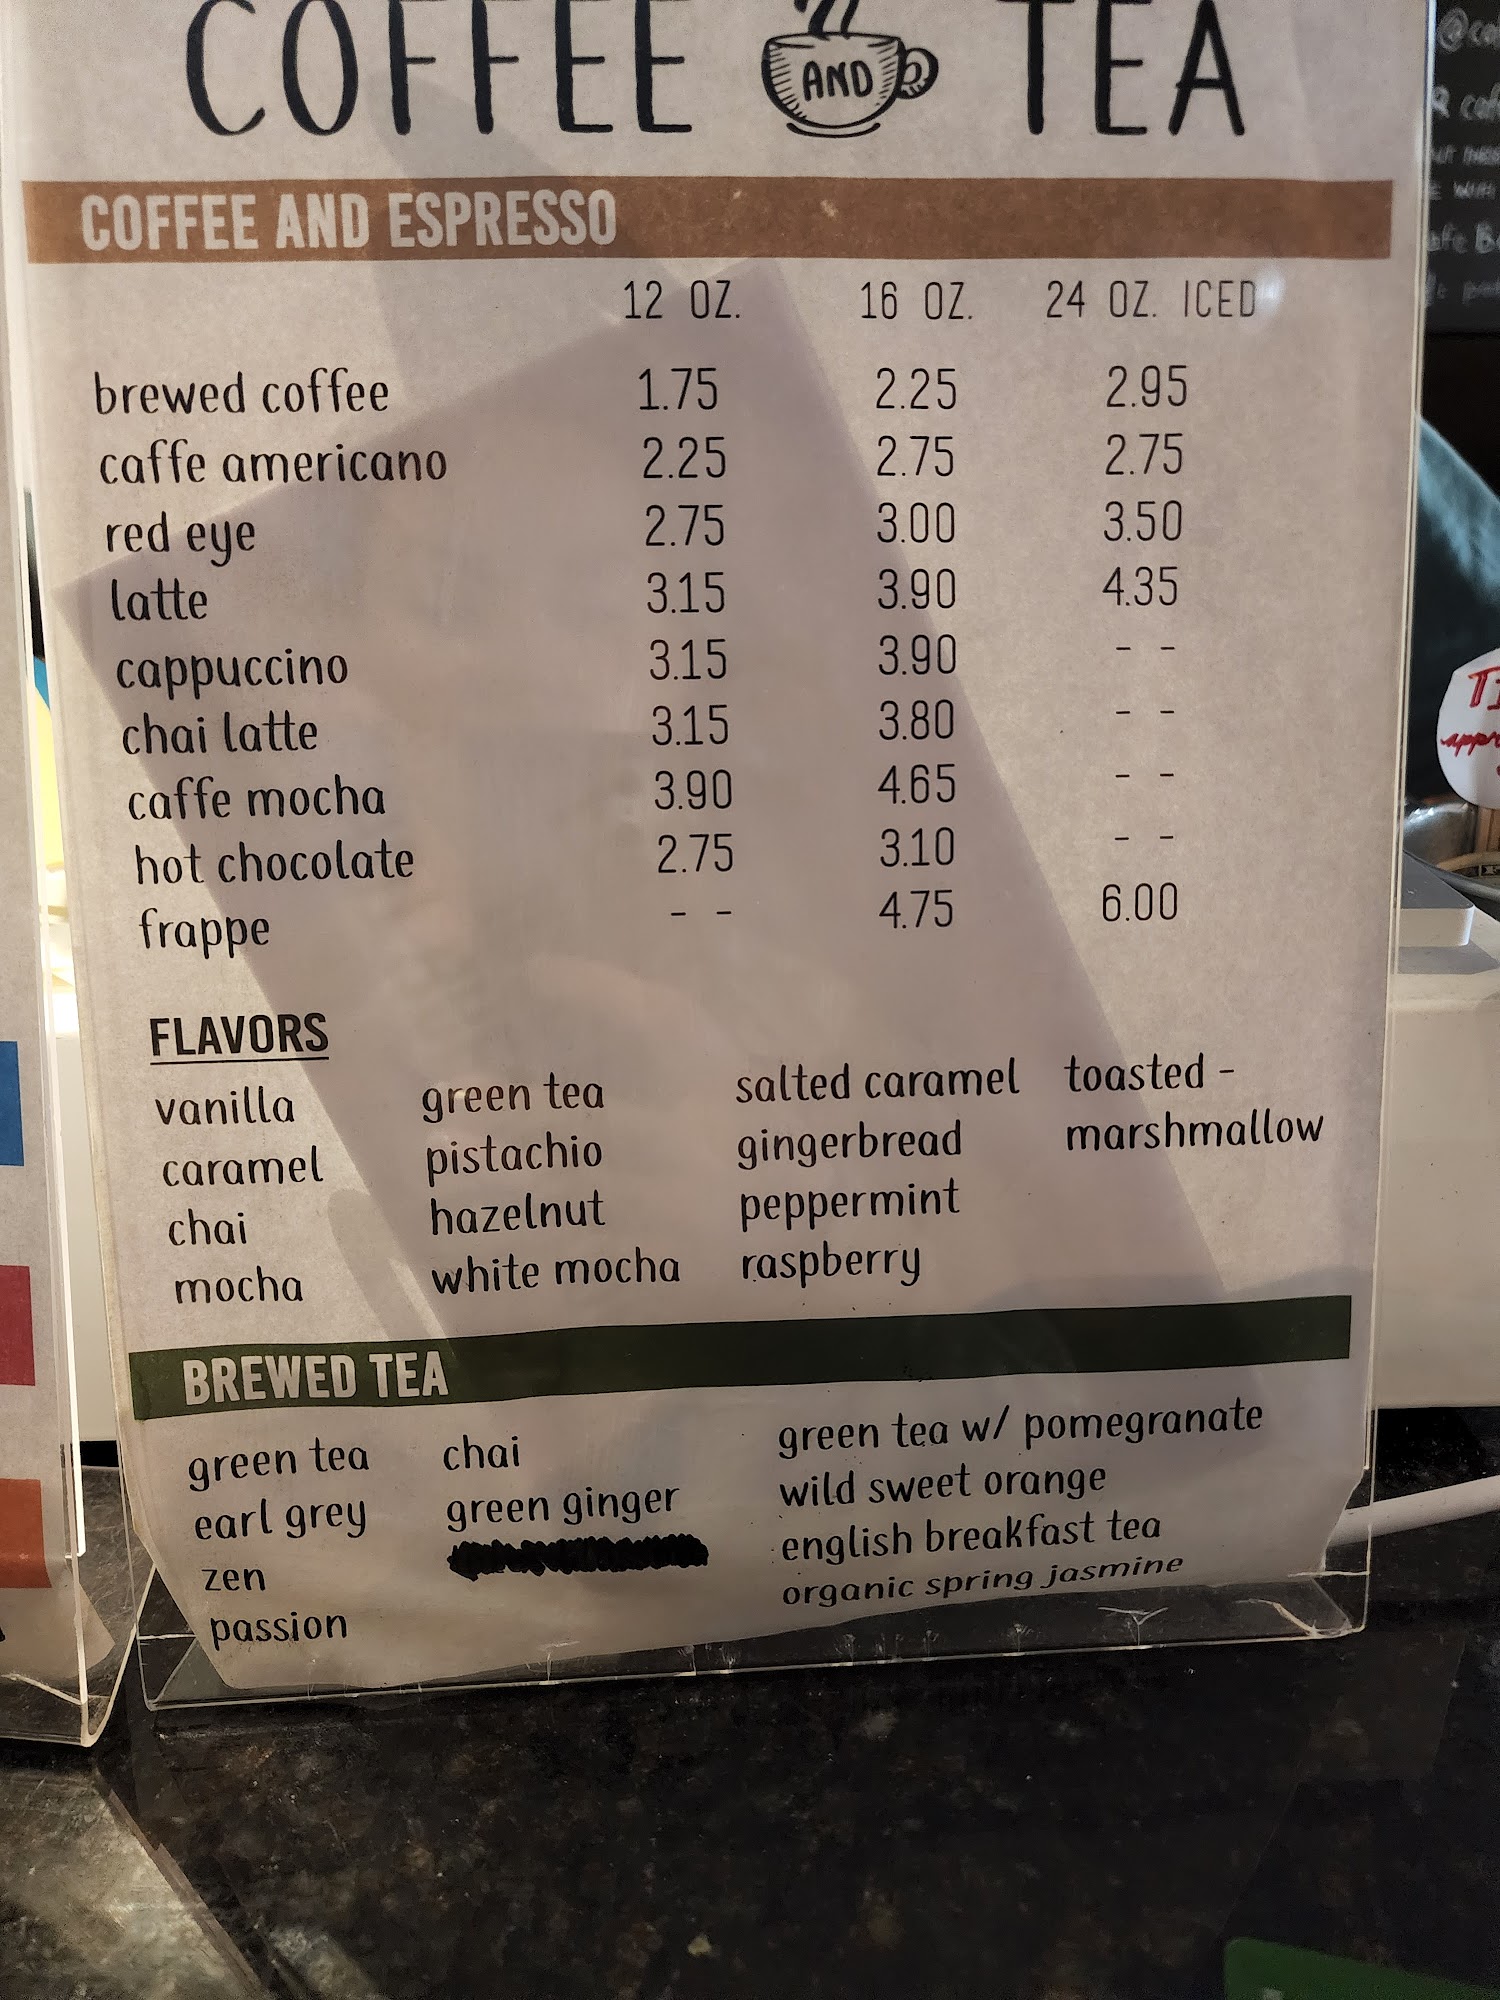 COFFEE AND TEA
COFFEE AND ESPRESSO
12 OZ. 16 OZ. 24 OZ. ICED
brewed coffee 1.75 2.25 2.95
caffe americano 2.25 2.75 2.75
red eye 2.75 3.00 3.50
latte 3.15 3.90 4.35
cappuccino 3.15 3.90 - -
chai latte 3.15 3.80 - -
caffe mocha 3.90 4.65 - -
hot chocolate 2.75 3.10 - -
frappe - - 4.75 6.00
FLAVORS
vanilla green tea salted caramel toasted -
caramel pistachio gingerbread marshmallow
chai hazelnut peppermint
mocha white mocha raspberry
BREWED TEA
green tea chai green tea w/ pomegranate
earl grey green ginger wild sweet orange
zen english breakfast tea
passion organic spring jasmine